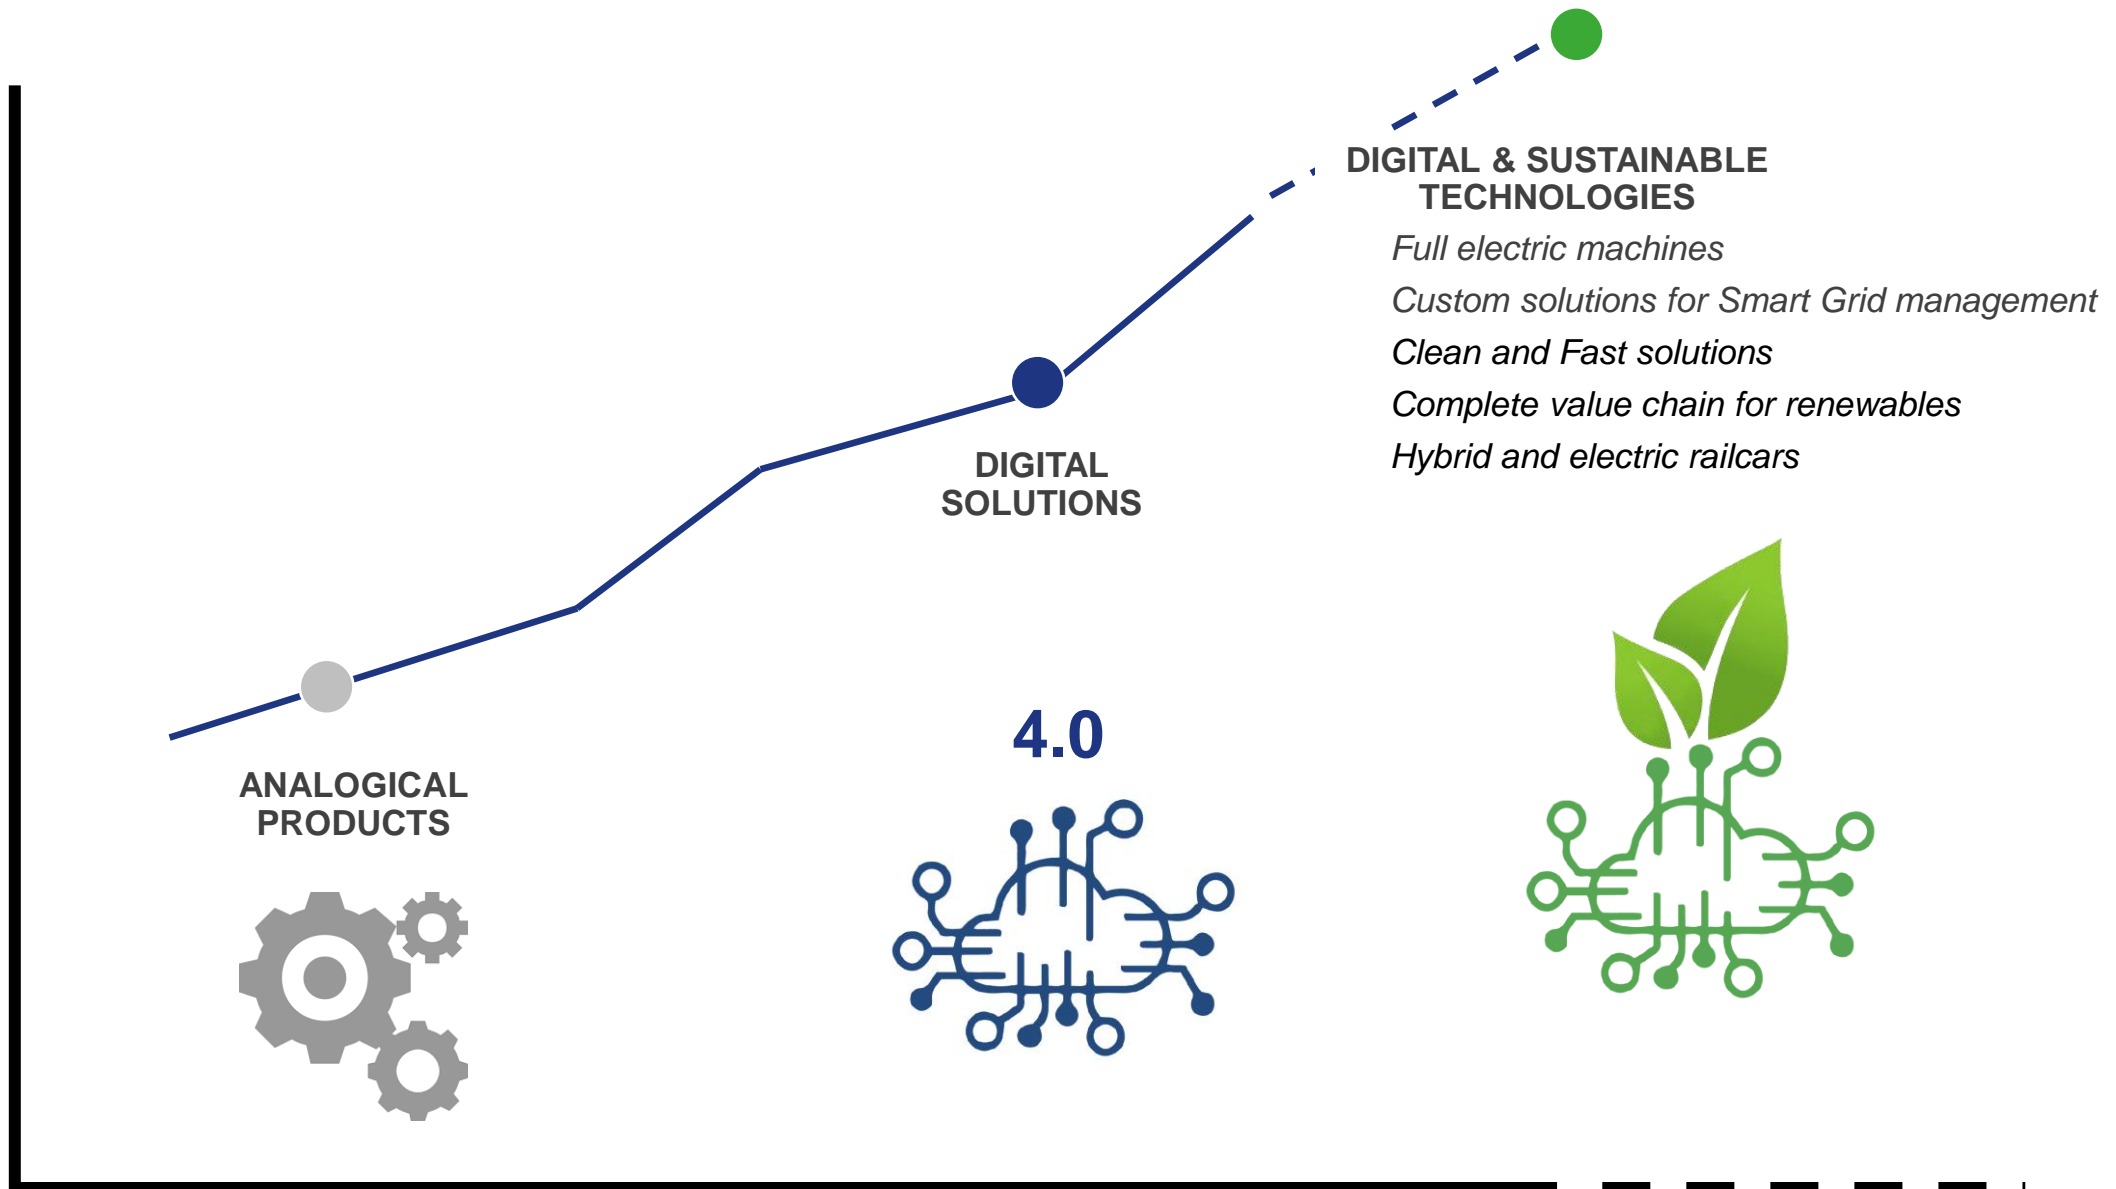 DIGITAL & SUSTAINABLE
TECHNOLOGIES
Full electric machines
Custom solutions for Smart Grid management
Clean and Fast solutions
Complete value chain for renewables
Hybrid and electric railcars
DIGITAL
SOLUTIONS
4.0
ANALOGICAL
PRODUCTS